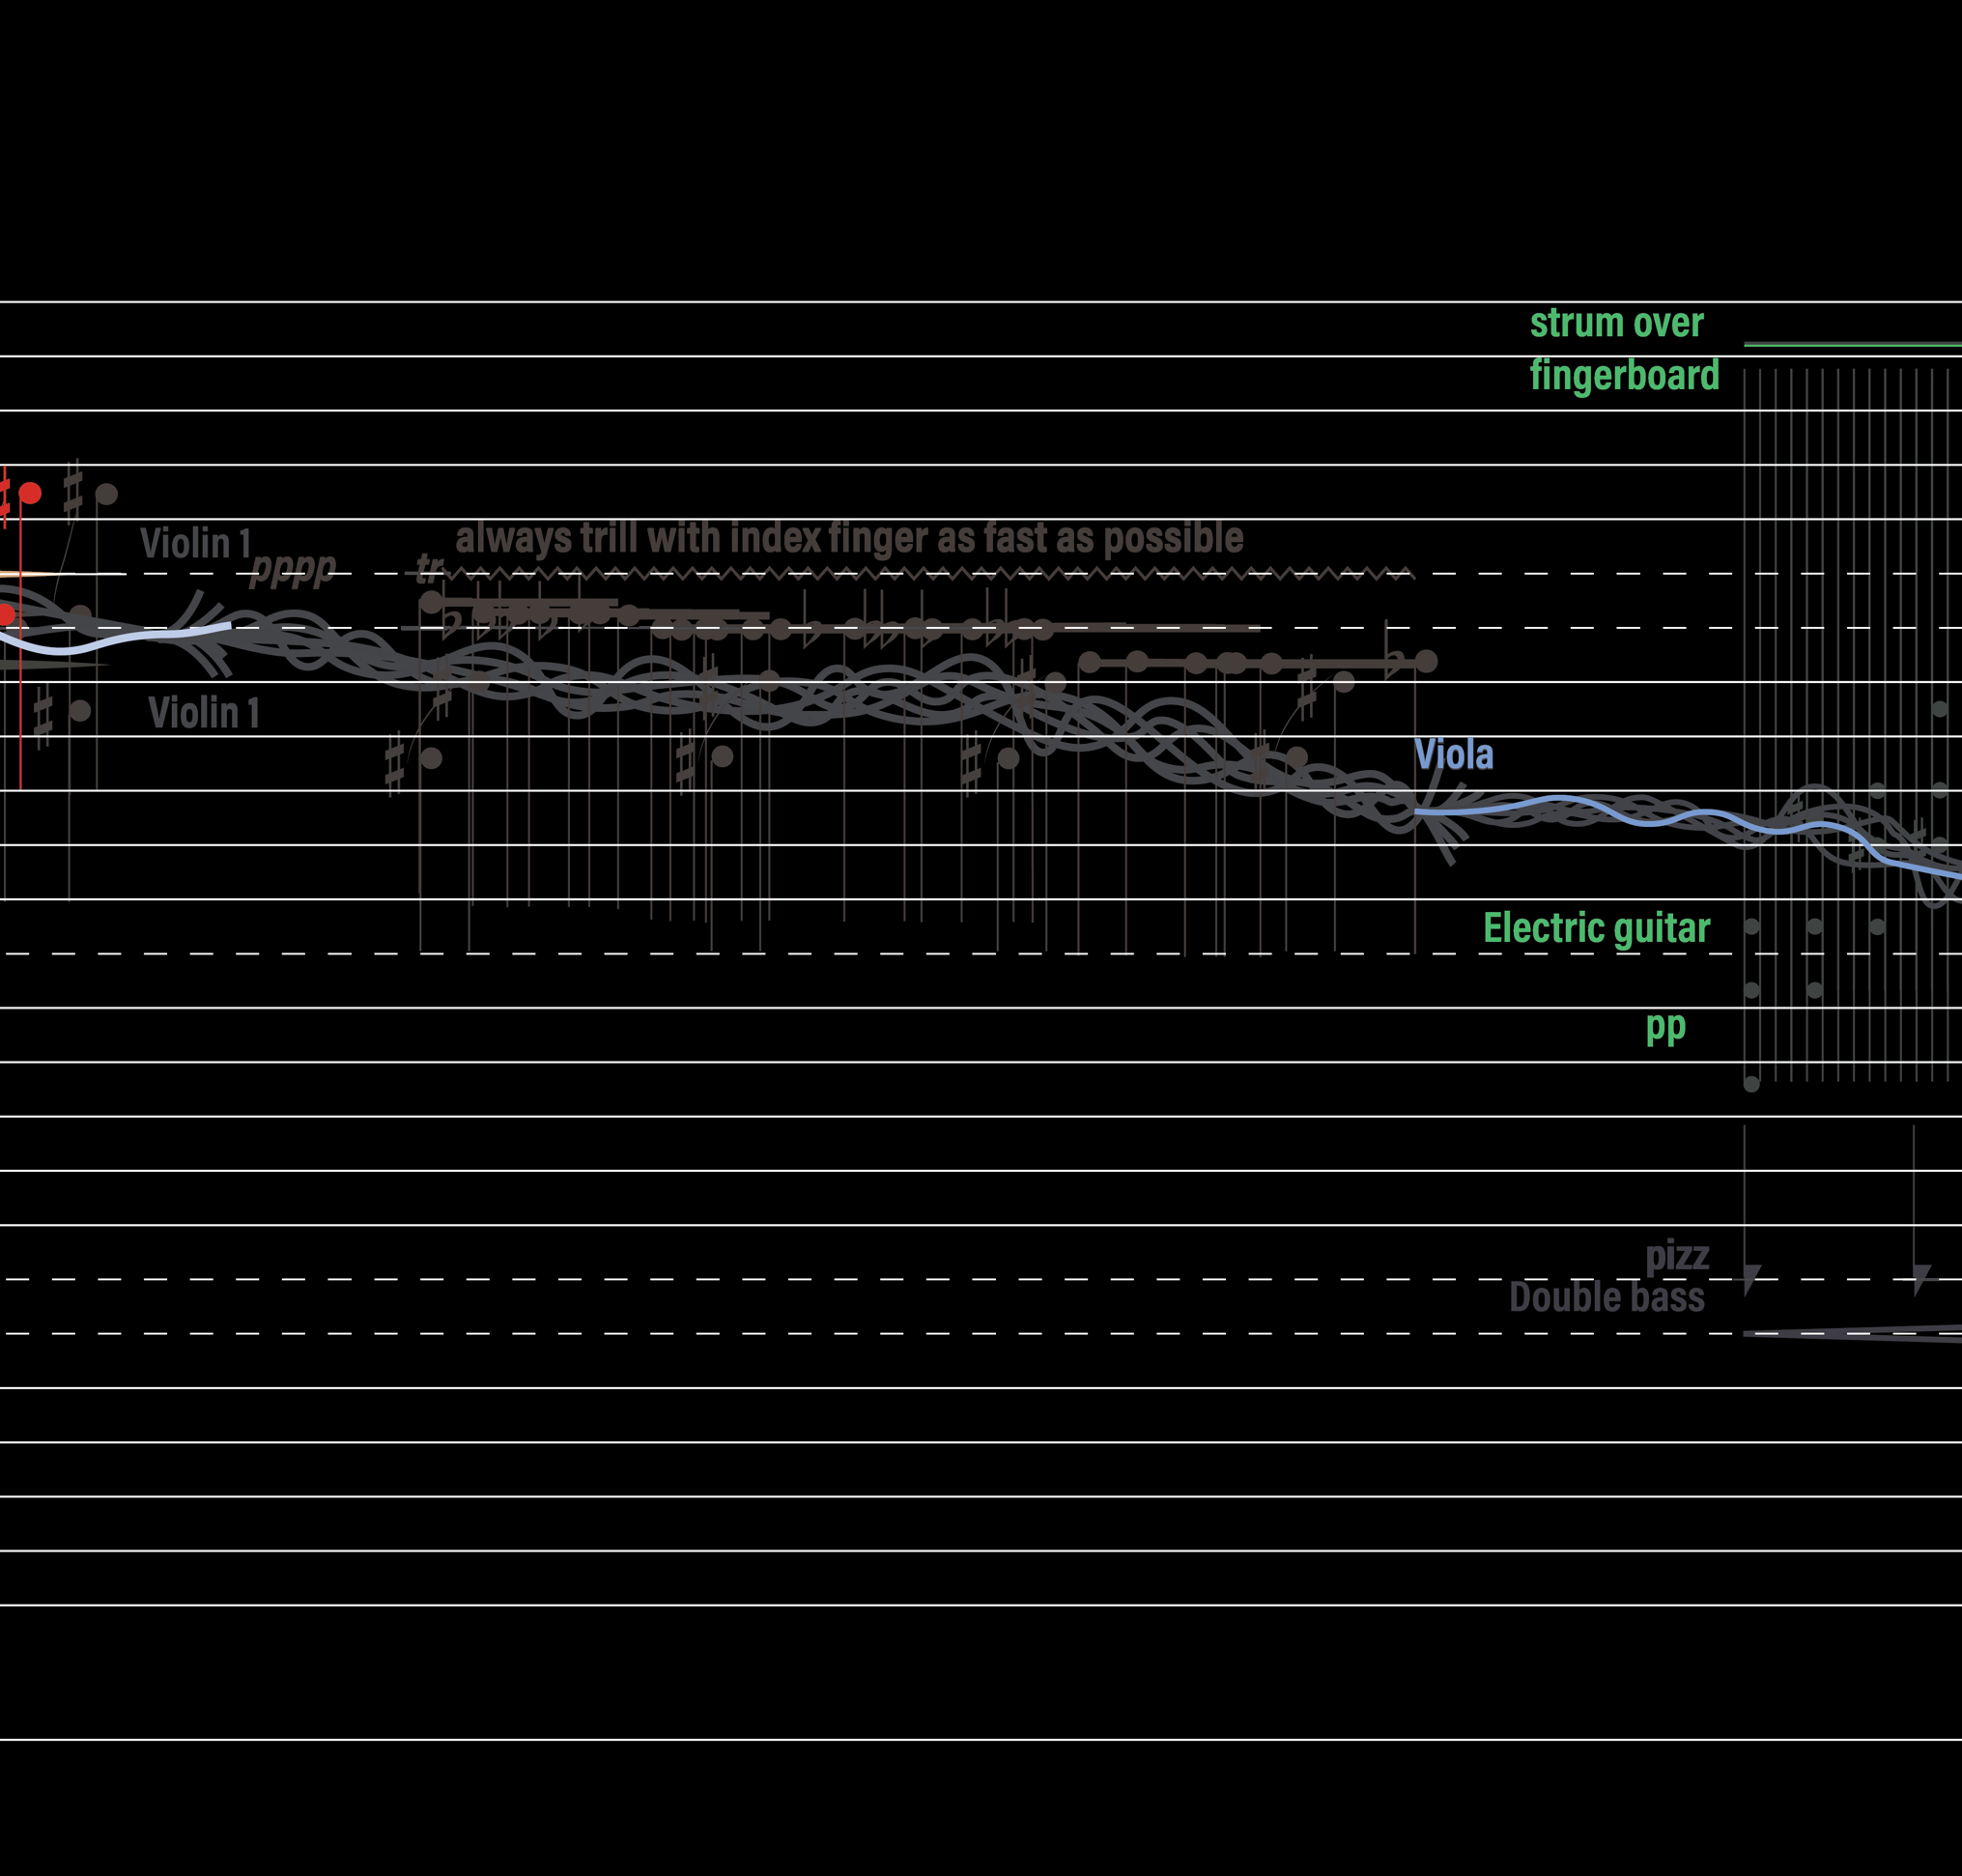 strum over
fingerboard
Violin 1
pppp
tr
always trill with index finger as fast as possible
Violin 1
Viola
Electric guitar
pp
pizz
Double bass